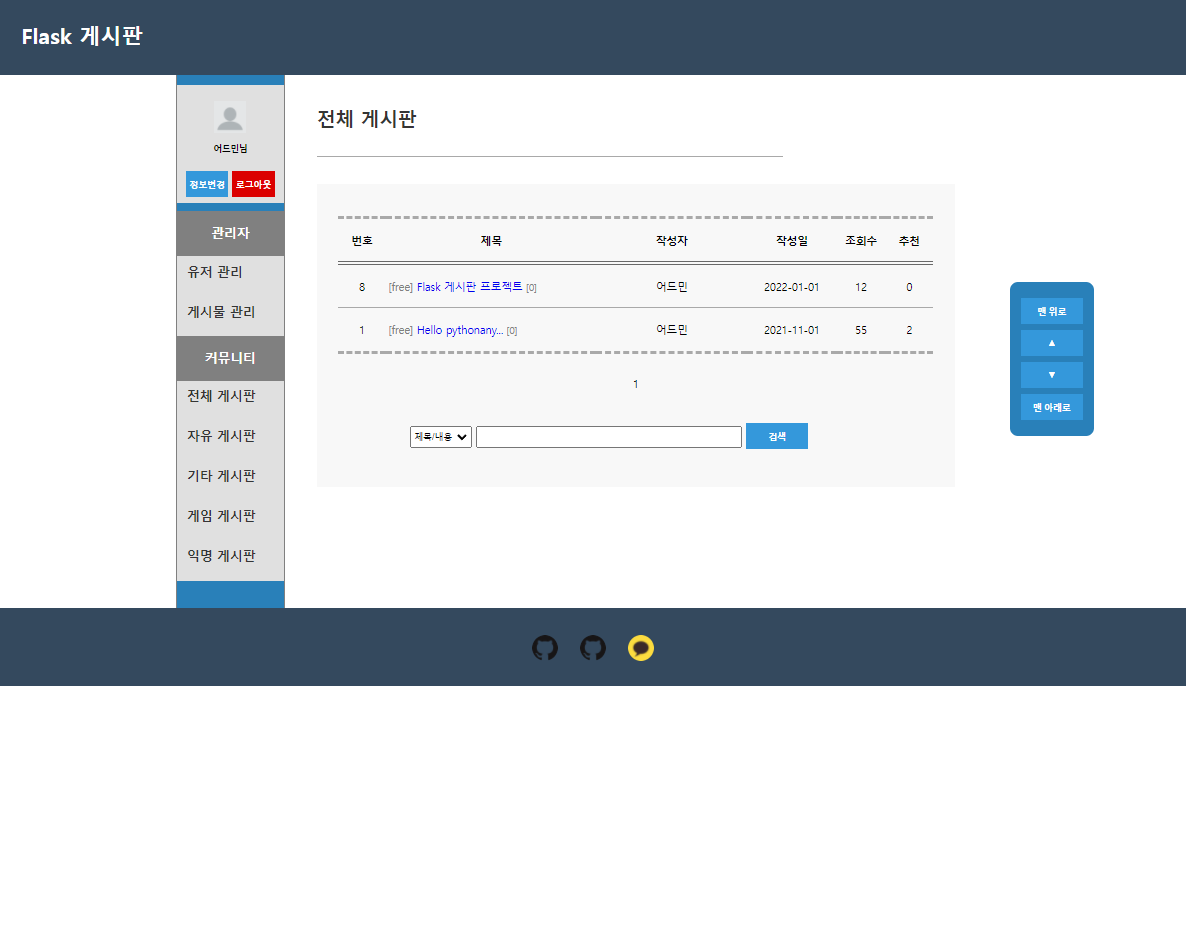 Flask 게시판
어드민님
정보변경 로그아웃
관리자
유저 관리
게시물 관리
커뮤니티
전체 게시판
자유 게시판
기타 게시판
게임 게시판
익명 게시판
전체 게시판
번호 제목 작성자 작성일 조회수 추천
8 [free] Flask 게시판 프로젝트 [0] 어드민 2022-01-01 12 0
1 [free] Hello pythonany... [0] 어드민 2021-11-01 55 2
1
제목/내용 검색
맨 위로
▲
▼
맨 아래로